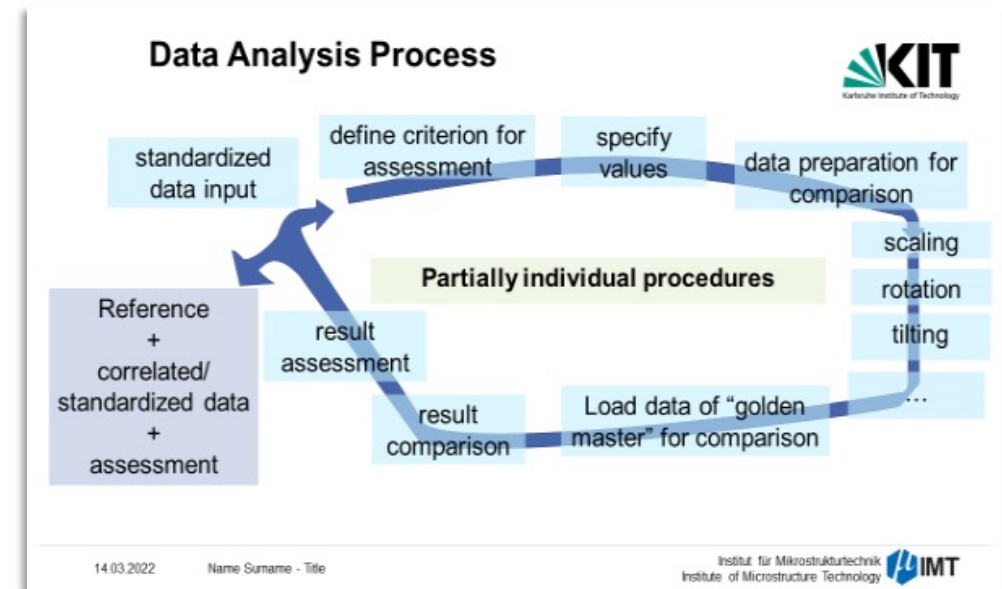 Data Analysis Process
KIT
Karlsruhe Institute of Technology
standardized
data input
define criterion for
assessment
specify
values
data preparation for
comparison
scaling
rotation
tilting
…
Partially individual procedures
Load data of “golden
master” for comparison
result
comparison
result
assessment
Reference
+
correlated/
standardized data
+
assessment
14.03.2022
Name Surname - Title
Institut für Mikrostrukturtechnik
Institute of Microstructure Technology
μ IMT